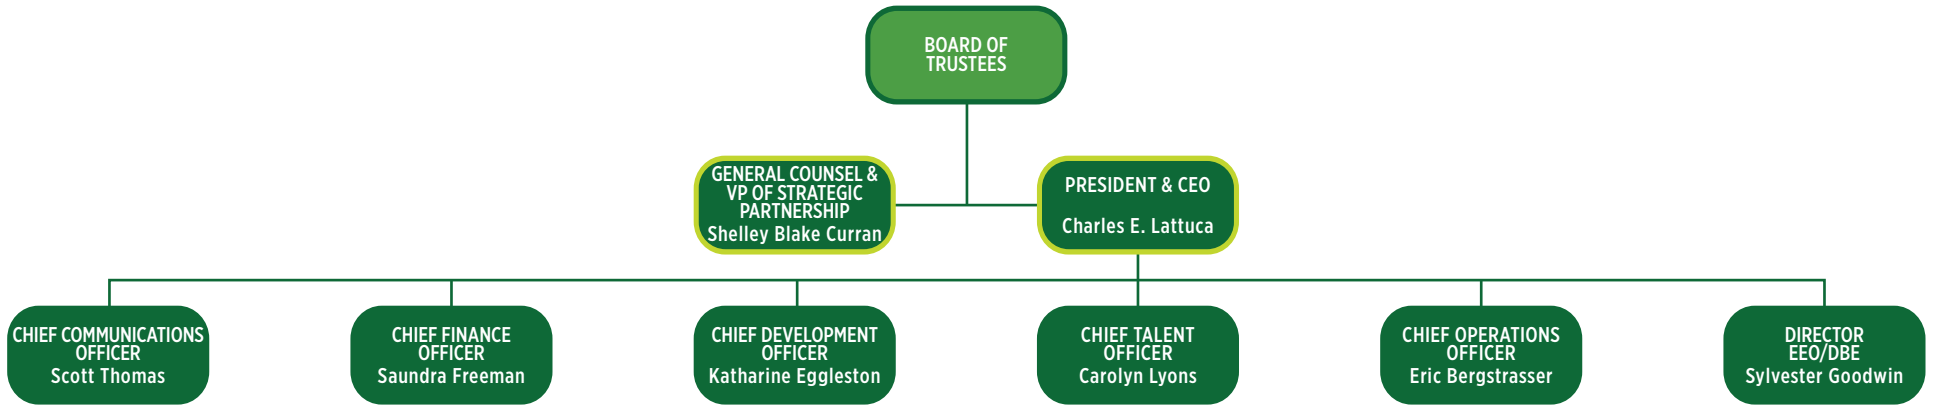 BOARD OF
TRUSTEES
GENERAL COUNSEL &
VP OF STRATEGIC
PARTNERSHIP
Shelley Blake Curran
PRESIDENT & CEO
Charles E. Lattuca
CHIEF COMMUNICATIONS
OFFICER
Scott Thomas
CHIEF FINANCE
OFFICER
Saundra Freeman
CHIEF DEVELOPMENT
OFFICER
Katharine Eggleston
CHIEF TALENT
OFFICER
Carolyn Lyons
CHIEF OPERATIONS
OFFICER
Eric Bergstrasser
DIRECTOR
EEO/DBE
Sylvester Goodwin